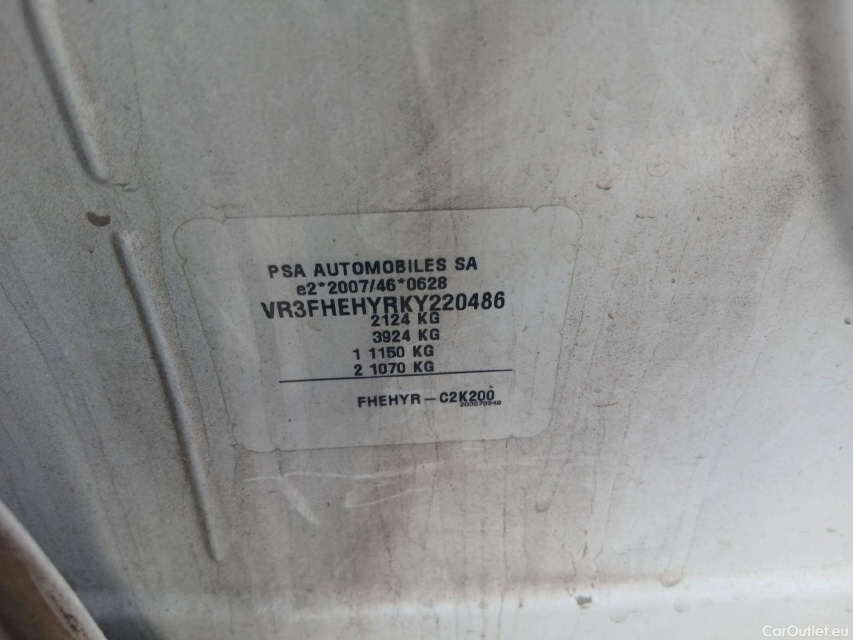 PSA AUTOMOBILES SA
e2*2007/46*0628
VR3FHEHYRKY220486
2124 KG
3924 KG
1 1150 KG
2 1070 KG
FHEHYR-C2K200
CarOutlet.eu